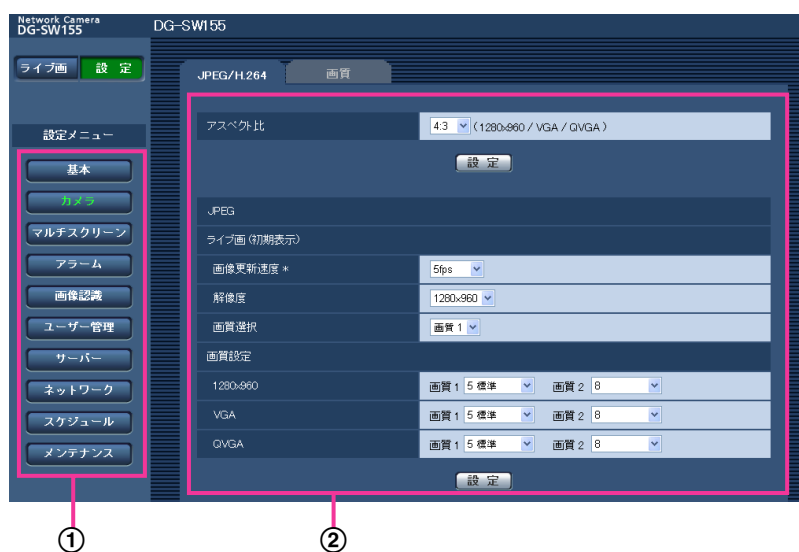 Network Camera
DG-SW155
DG-SW155
ライブ画 設 定
JPEG/H.264 画質
設定メニュー
基本
カメラ
マルチスクリーン
アラーム
画像認識
ユーザー管理
サーバー
ネットワーク
スケジュール
メンテナンス
①
アスペクト比 4:3 (1280x960 / VGA / QVGA)
設 定
JPEG
ライブ画(初期表示)
画像更新速度 * 5fps
解像度 1280x960
画質選択 画質 1
画質設定
1280x960 画質 1 5 標準 画質 2 8
VGA 画質 1 5 標準 画質 2 8
QVGA 画質 1 5 標準 画質 2 8
設 定
②